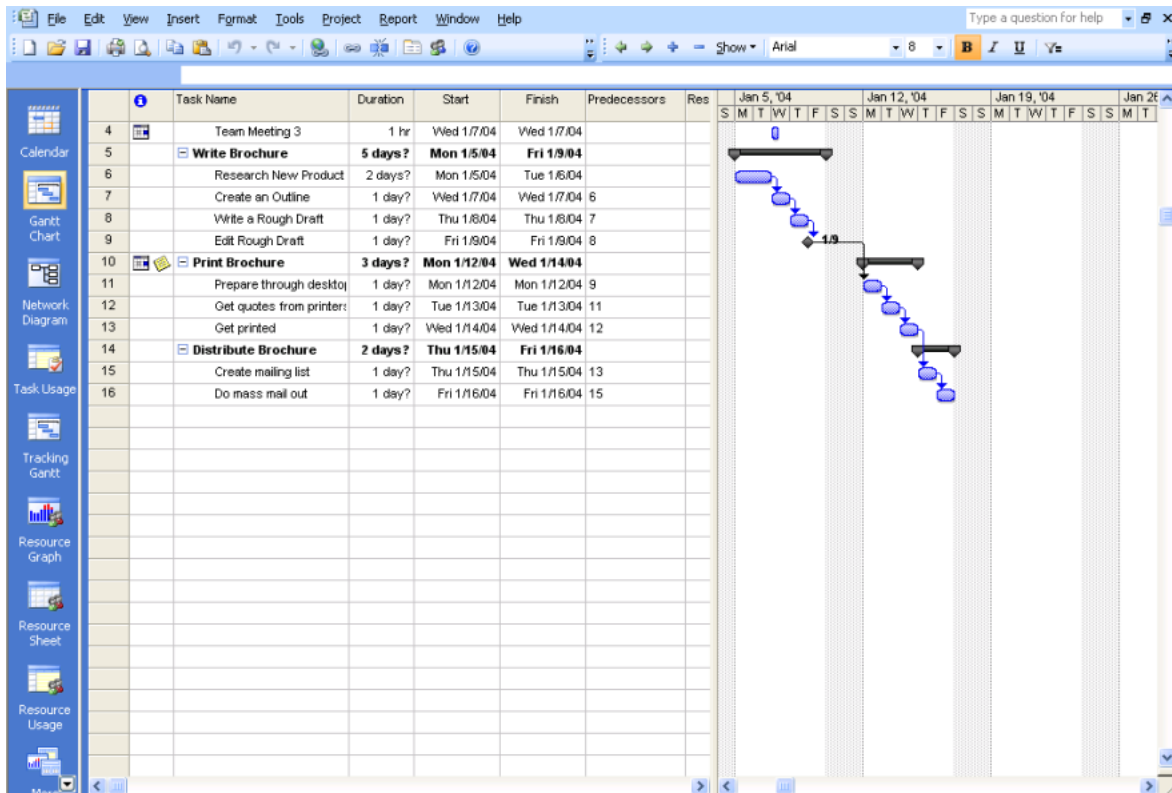 File Edit View Insert Format Tools Project Report Window Help Type a question for help
Show Arial 8 B I U
Task Name Duration Start Finish Predecessors Res Jan 5, '04 Jan 12, '04 Jan 19, '04 Jan 26
S M T W T F S S M T W T F S S M T W T F S S M T
4 Team Meeting 3 1 hr Wed 1/7/04 Wed 1/7/04
5 Write Brochure 5 days? Mon 1/5/04 Fri 1/9/04
6 Research New Product 2 days? Mon 1/5/04 Tue 1/6/04
7 Create an Outline 1 day? Wed 1/7/04 Wed 1/7/04 6
8 Write a Rough Draft 1 day? Thu 1/8/04 Thu 1/8/04 7
9 Edit Rough Draft 1 day? Fri 1/9/04 Fri 1/9/04 8 1/9
10 Print Brochure 3 days? Mon 1/12/04 Wed 1/14/04
11 Prepare through desktop 1 day? Mon 1/12/04 Mon 1/12/04 9
12 Get quotes from printers 1 day? Tue 1/13/04 Tue 1/13/04 11
13 Get printed 1 day? Wed 1/14/04 Wed 1/14/04 12
14 Distribute Brochure 2 days? Thu 1/15/04 Fri 1/16/04
15 Create mailing list 1 day? Thu 1/15/04 Thu 1/15/04 13
16 Do mass mail out 1 day? Fri 1/16/04 Fri 1/16/04 15
Calendar
Gantt
Chart
Network
Diagram
Task Usage
Tracking
Gantt
Resource
Graph
Resource
Sheet
Resource
Usage